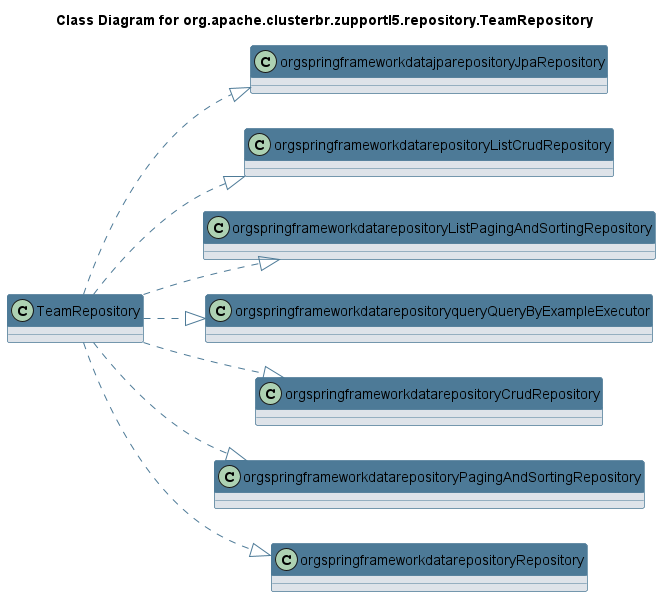 Class Diagram for org.apache.clusterbr.zupportl5.repository.TeamRepository
C orgspringframeworkdatajparepositoryJpaRepository
C orgspringframeworkdatarepositoryListCrudRepository
C orgspringframeworkdatarepositoryListPagingAndSortingRepository
C TeamRepository
C orgspringframeworkdatarepositoryqueryQueryByExampleExecutor
C orgspringframeworkdatarepositoryCrudRepository
C orgspringframeworkdatarepositoryPagingAndSortingRepository
C orgspringframeworkdatarepositoryRepository